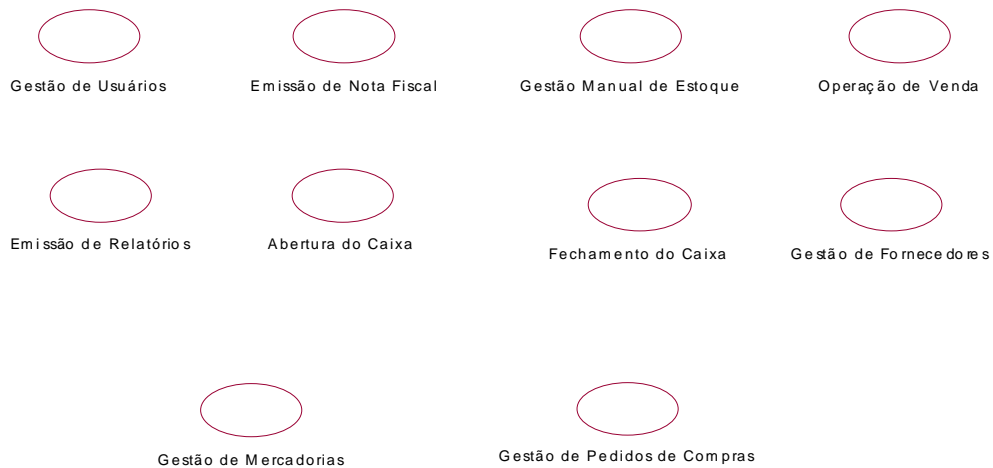 Gestão de Usuários
Emissão de Nota Fiscal
Gestão Manual de Estoque
Operação de Venda
Emissão de Relatórios
Abertura do Caixa
Fechamento do Caixa
Gestão de Fornecedores
Gestão de Mercadorias
Gestão de Pedidos de Compras